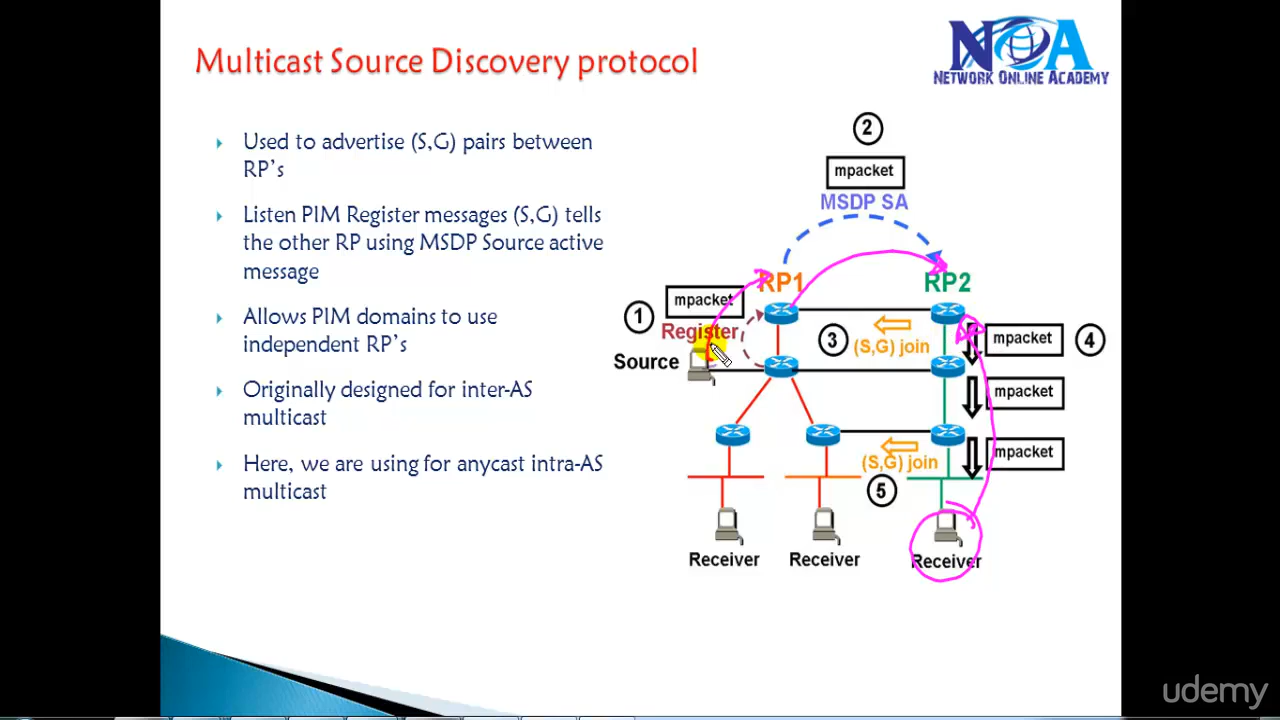 Multicast Source Discovery protocol
NOA
NETWORK ONLINE ACADEMY
Used to advertise (S,G) pairs between
RP's
Listen PIM Register messages (S,G) tells
the other RP using MSDP Source active
message
Allows PIM domains to use
independent RP's
Originally designed for inter-AS
multicast
Here, we are using for anycast intra-AS
multicast
2
mpacket
MSDP SA
RP1
RP2
1
mpacket
Register
Source
3
(S,G) join
mpacket
4
mpacket
mpacket
(S,G) join
5
Receiver
Receiver
Receiver
udemy